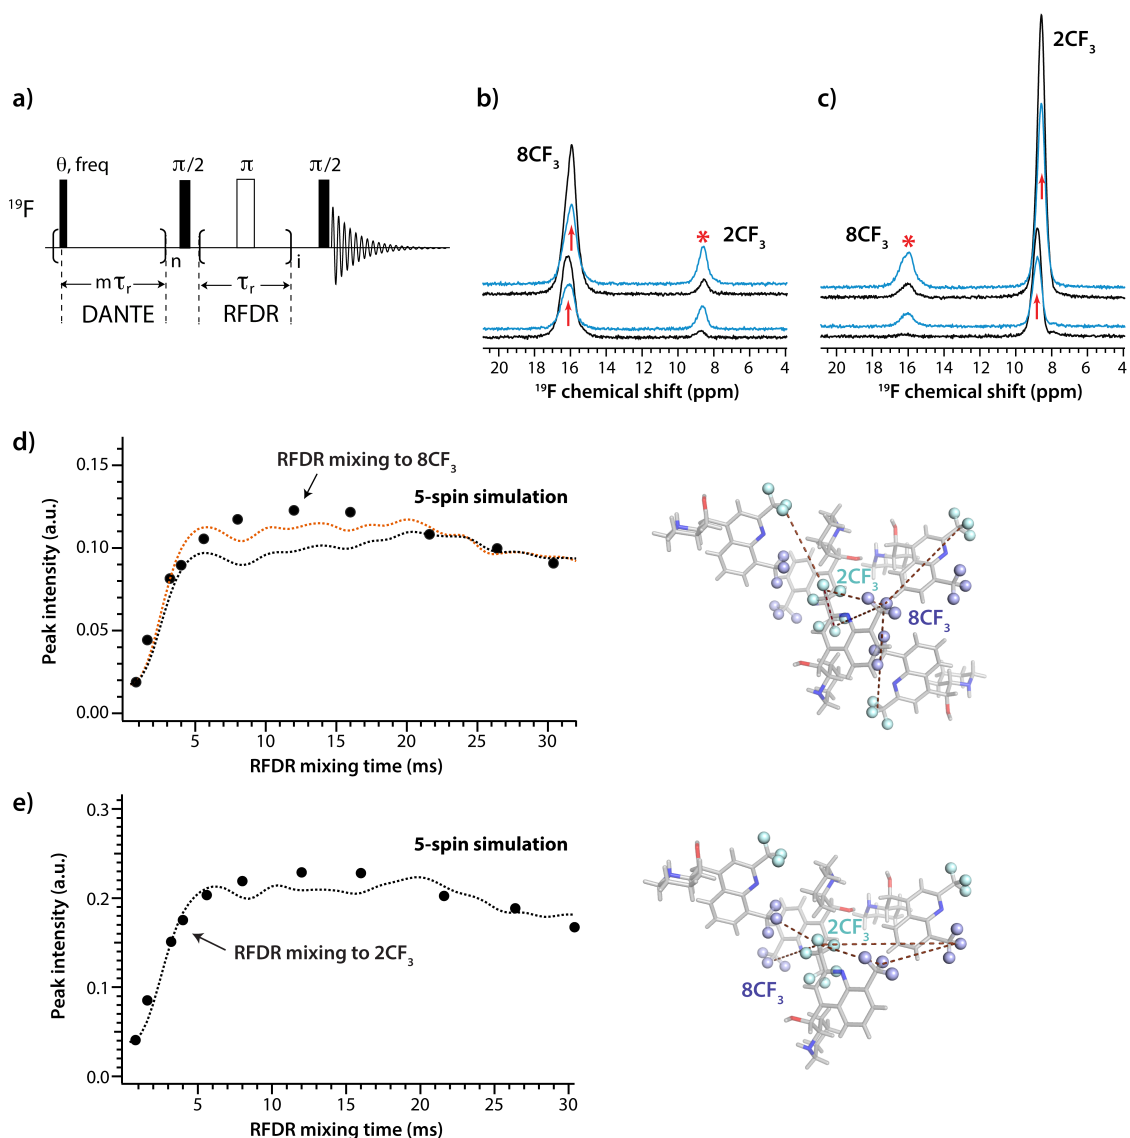 a)
θ, freq
π/2
π
π/2
¹⁹F
n
i
mτr
τr
DANTE
RFDR
b)
8CF₃
*
2CF₃
20 18 16 14 12 10 8 6 4
¹⁹F chemical shift (ppm)
c)
2CF₃
8CF₃
*
20 18 16 14 12 10 8 6 4
¹⁹F chemical shift (ppm)
d)
Peak intensity (a.u.)
0.15
0.10
0.05
0.00
RFDR mixing to 8CF₃
5-spin simulation
5 10 15 20 25 30
RFDR mixing time (ms)
2CF₃
8CF₃
e)
Peak intensity (a.u.)
0.3
0.2
0.1
0.0
5-spin simulation
RFDR mixing to 2CF₃
5 10 15 20 25 30
RFDR mixing time (ms)
2CF₃
8CF₃